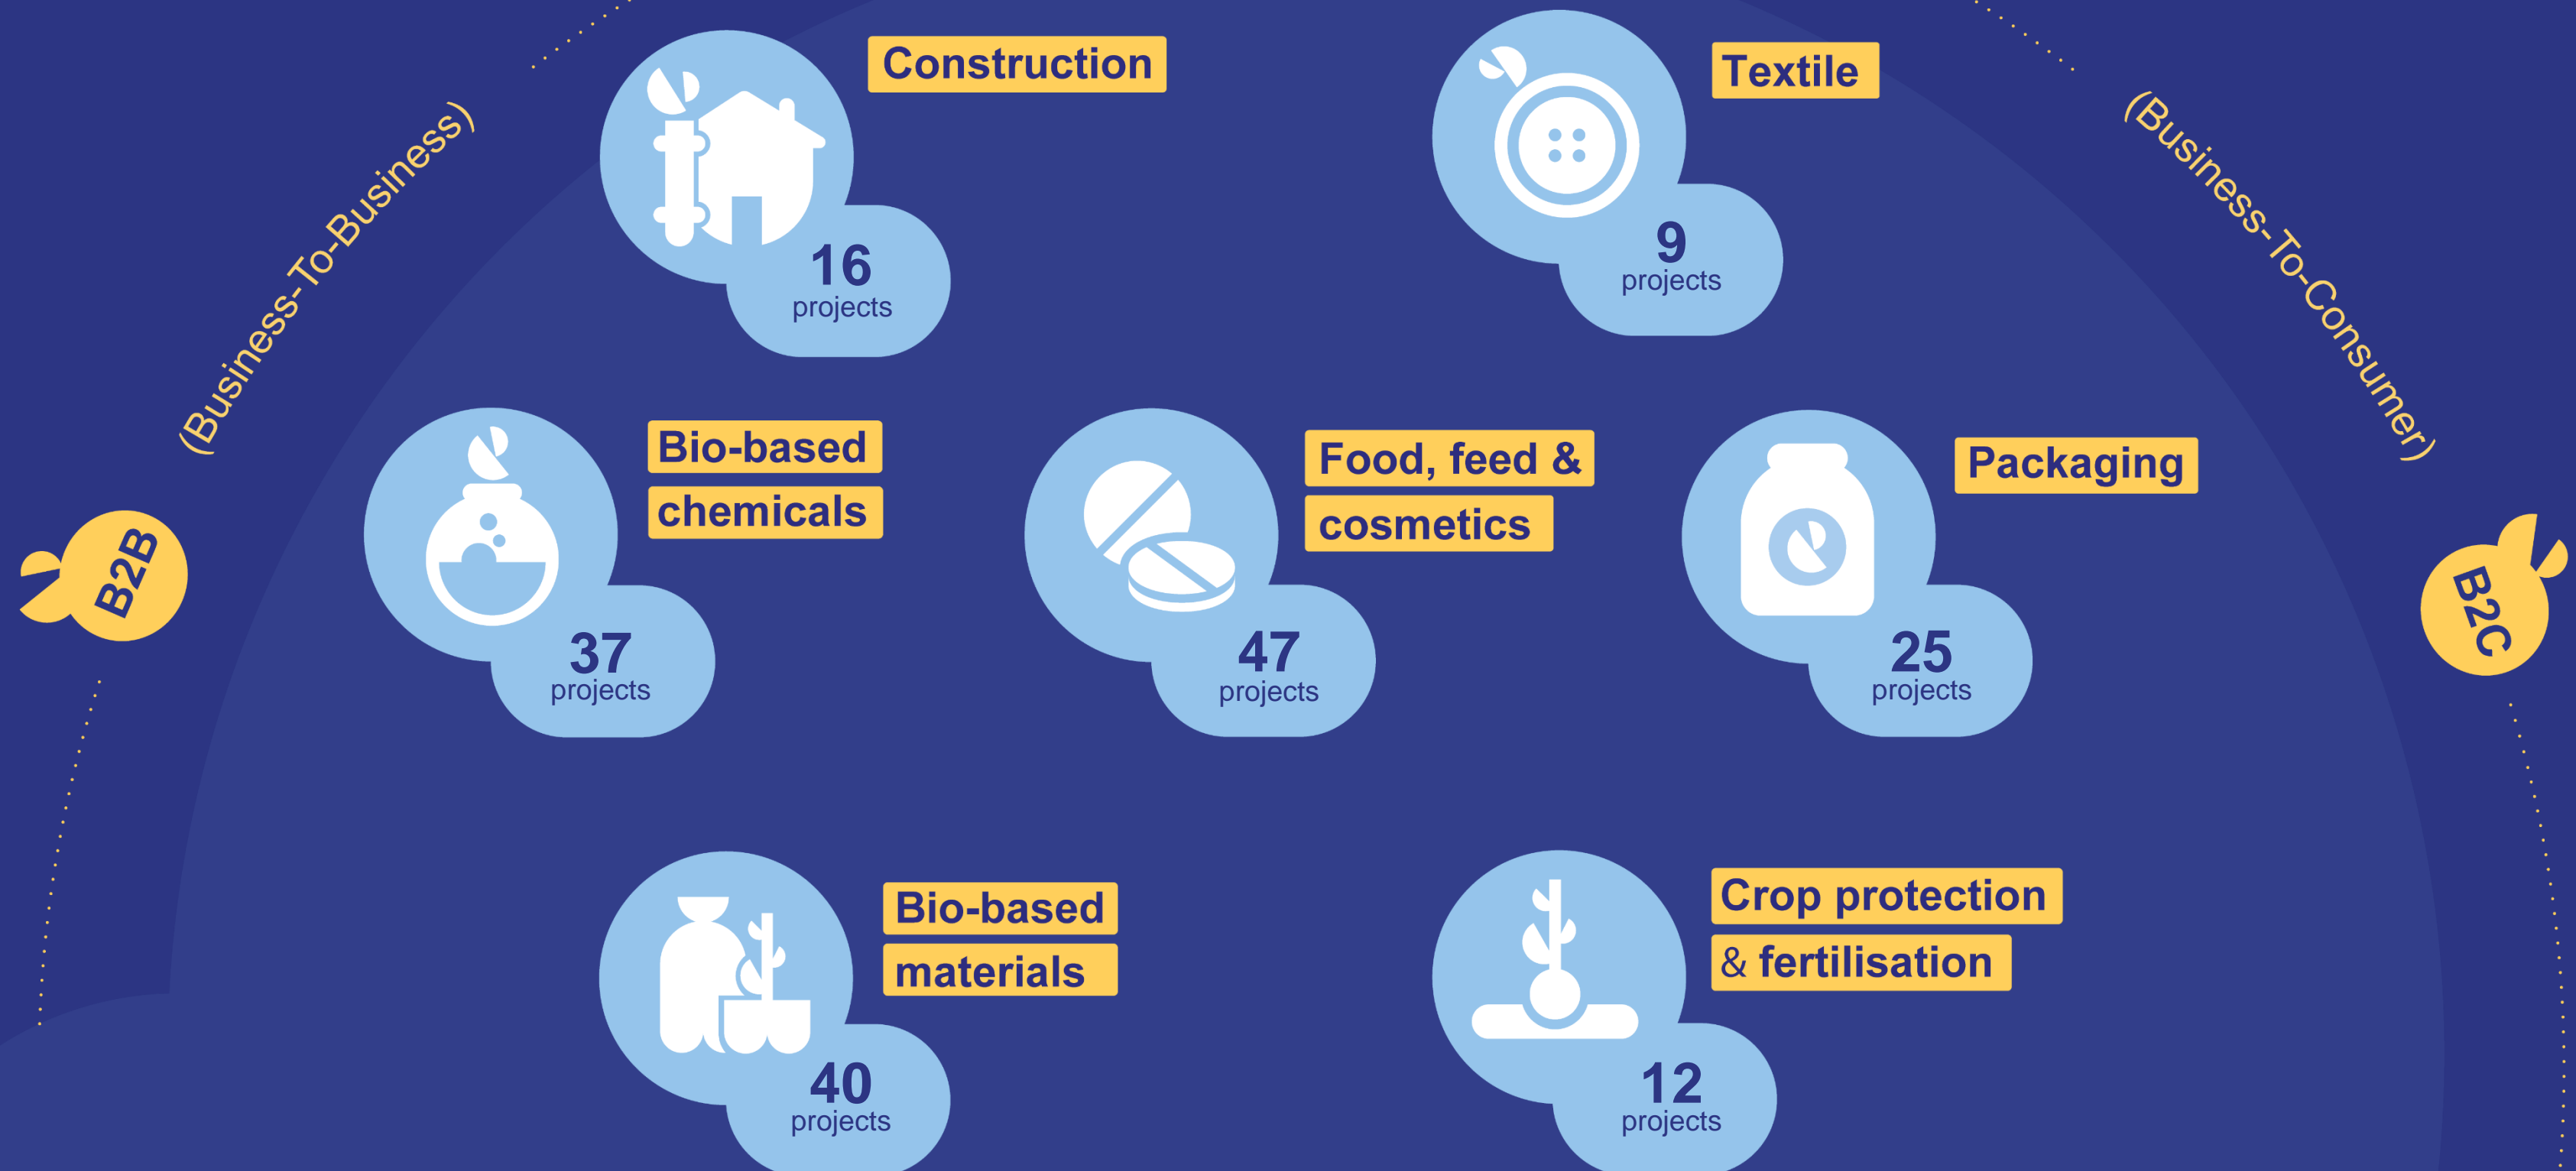 Construction
16
projects
Textile
9
projects
(Business-To-Business)
(Business-To-Consumer)
B2B
Bio-based
chemicals
37
projects
Food, feed &
cosmetics
47
projects
Packaging
25
projects
B2C
Bio-based
materials
40
projects
Crop protection
& fertilisation
12
projects